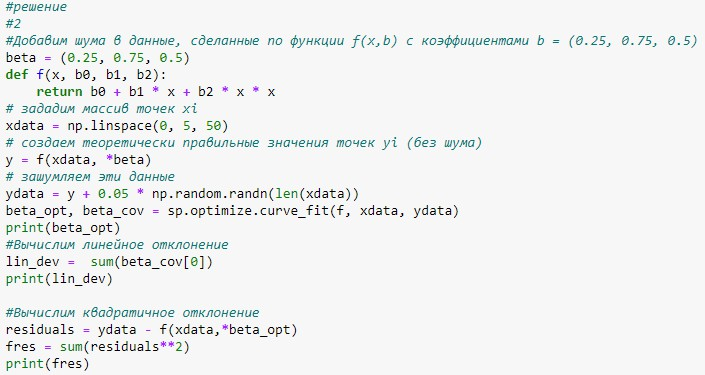 #решение
#2
#Добавим шума в данные, сделанные по функции f(x,b) с коэффициентами b = (0.25, 0.75, 0.5)
beta = (0.25, 0.75, 0.5)
def f(x, b0, b1, b2):
    return b0 + b1 * x + b2 * x * x
# зададим массив точек xi
xdata = np.linspace(0, 5, 50)
# создаем теоретически правильные значения точек yi (без шума)
y = f(xdata, *beta)
# зашумляем эти данные
ydata = y + 0.05 * np.random.randn(len(xdata))
beta_opt, beta_cov = sp.optimize.curve_fit(f, xdata, ydata)
print(beta_opt)
#Вычислим линейное отклонение
lin_dev =  sum(beta_cov[0])
print(lin_dev)

#Вычислим квадратичное отклонение
residuals = ydata - f(xdata,*beta_opt)
fres = sum(residuals**2)
print(fres)